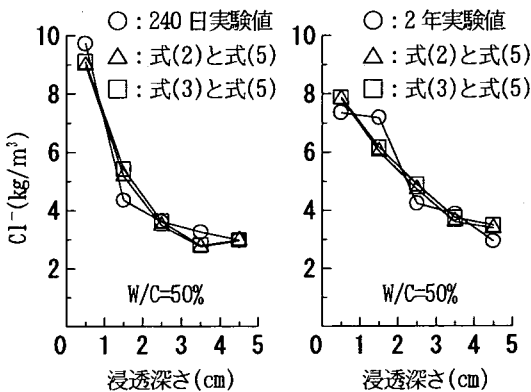 ○：240日実験値
△：式(2)と式(5)
□：式(3)と式(5)
10
8
6
4
2
Cl⁻(kg/m³)
W/C=50%
0 1 2 3 4 5
浸透深さ(cm)
○：2年実験値
△：式(2)と式(5)
□：式(3)と式(5)
10
8
6
4
2
W/C=50%
0 1 2 3 4 5
浸透深さ(cm)